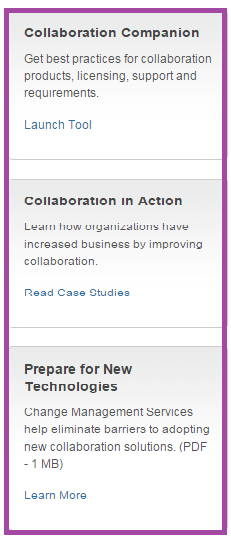 Collaboration Companion
Get best practices for collaboration
products, licensing, support and
requirements.
Launch Tool
Collaboration in Action
Learn how organizations have
increased business by improving
collaboration.
Read Case Studies
Prepare for New
Technologies
Change Management Services
help eliminate barriers to adopting
new collaboration solutions. (PDF
- 1 MB)
Learn More